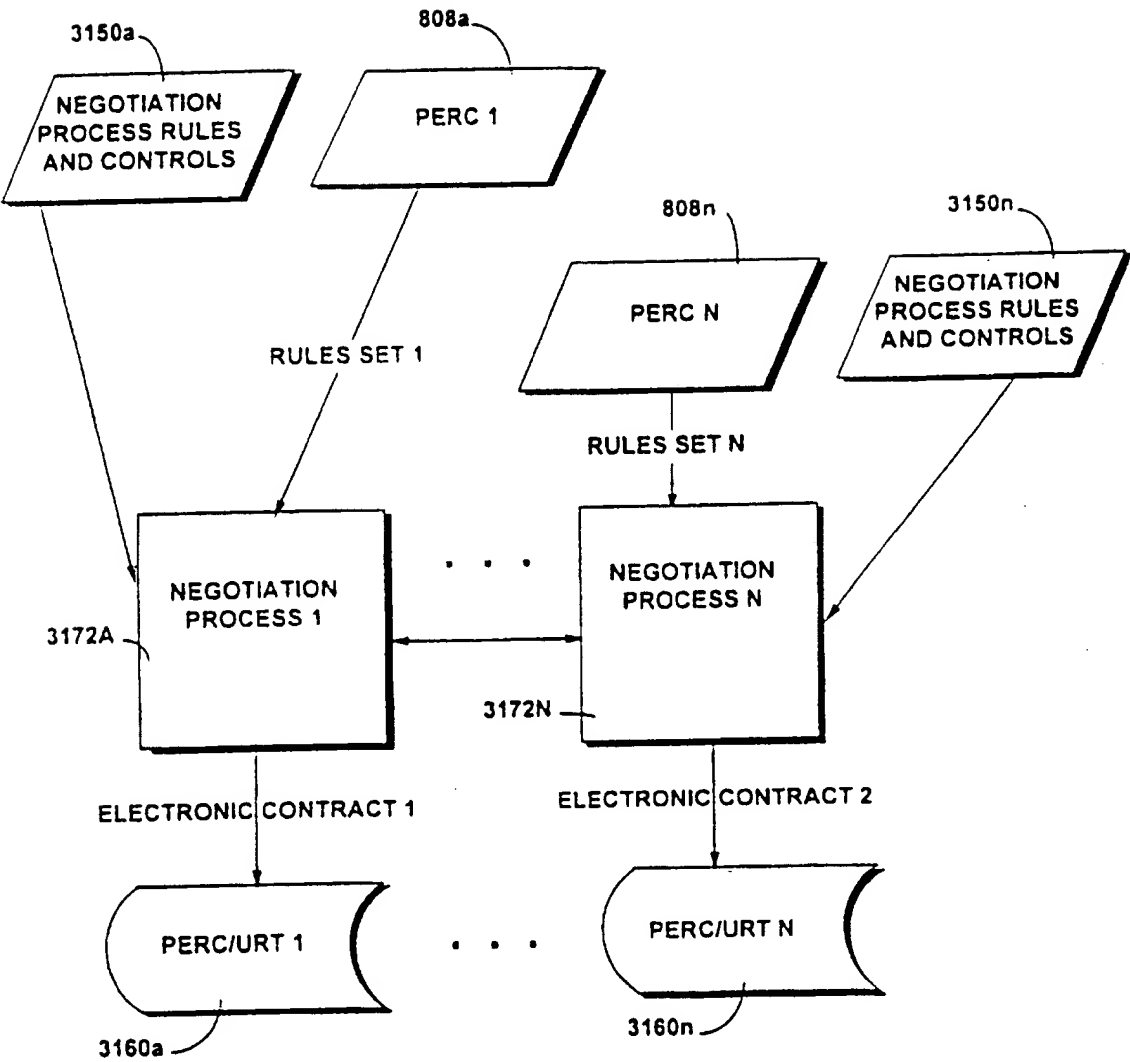 3150a
808a
NEGOTIATION
PROCESS RULES
AND CONTROLS
PERC 1
808n
3150n
PERC N
NEGOTIATION
PROCESS RULES
AND CONTROLS
RULES SET 1
RULES SET N
NEGOTIATION
PROCESS 1
. . .
NEGOTIATION
PROCESS N
3172A
3172N
ELECTRONIC CONTRACT 1
ELECTRONIC CONTRACT 2
PERC/URT 1
. . .
PERC/URT N
3160a
3160n